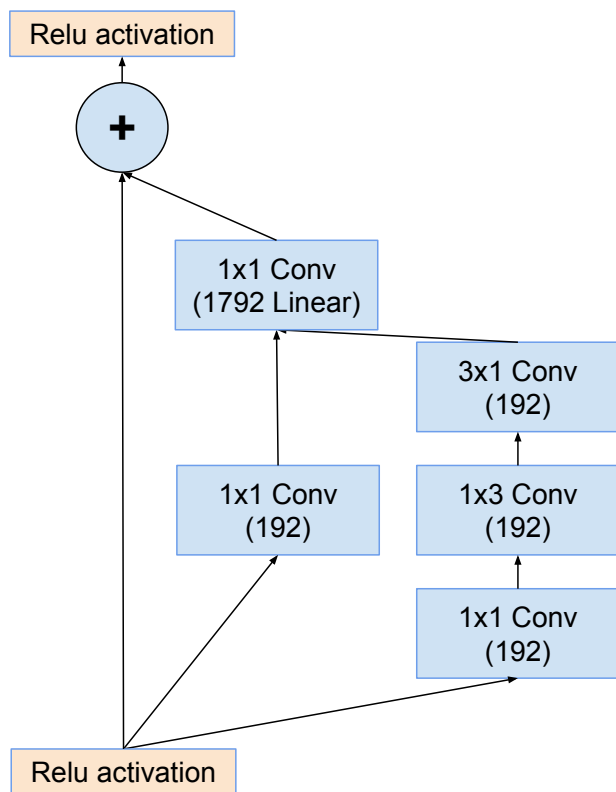 Relu activation
+
1x1 Conv
(1792 Linear)
3x1 Conv
(192)
1x1 Conv
(192)
1x3 Conv
(192)
1x1 Conv
(192)
Relu activation